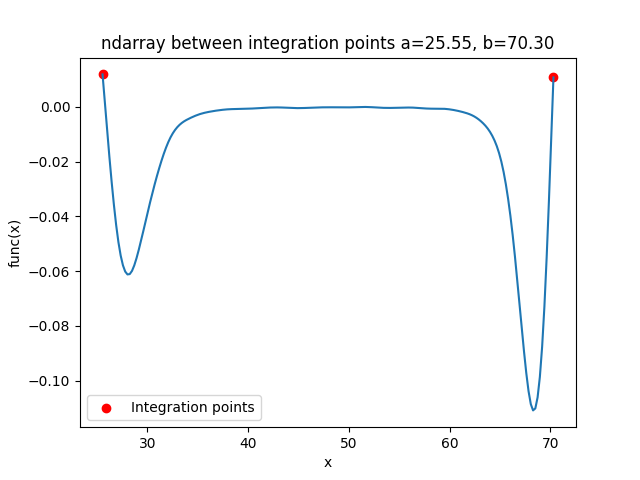 ndarray between integration points a=25.55, b=70.30
0.00
−0.02
−0.04
−0.06
−0.08
−0.10
func(x)
Integration points
30 40 50 60 70
x